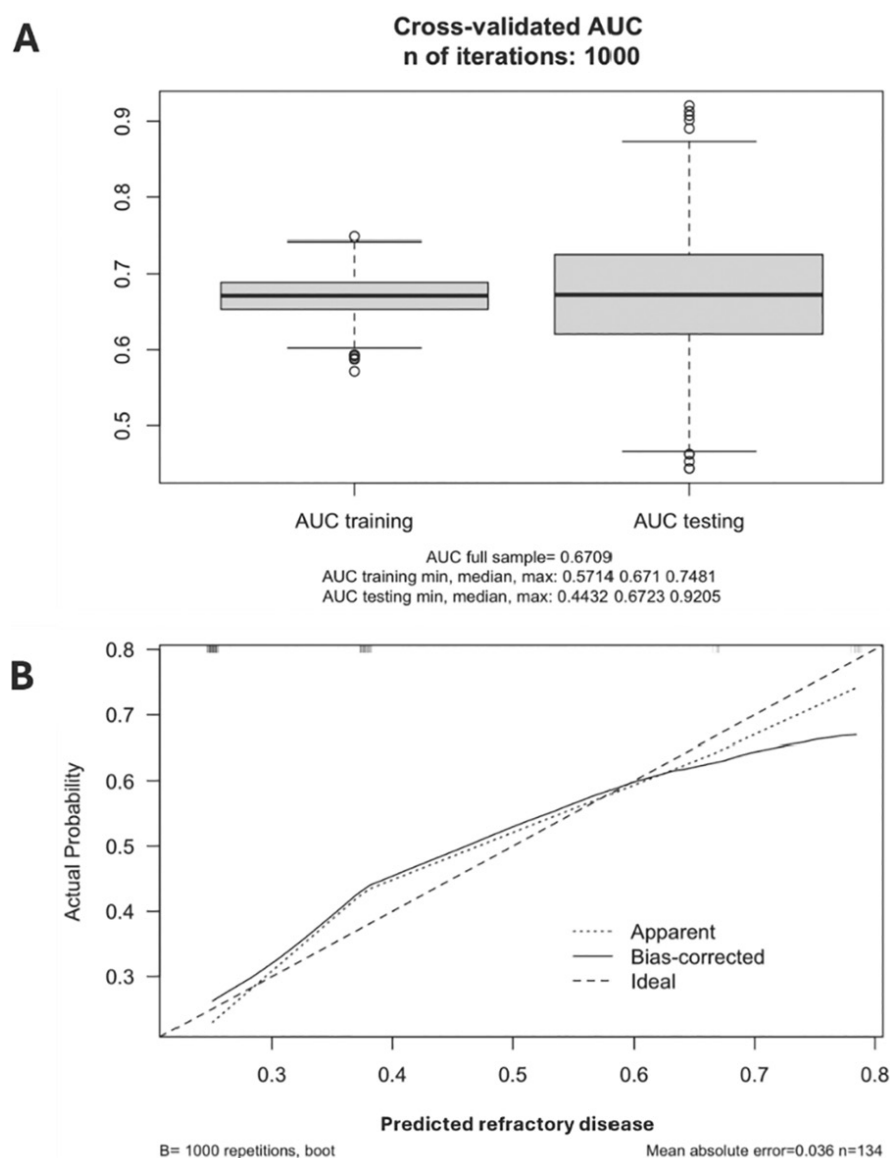 A
Cross-validated AUC
n of iterations: 1000
0.9
0.8
0.7
0.6
0.5
AUC training
AUC testing
AUC full sample= 0.6709
AUC training min, median, max: 0.5714 0.671 0.7481
AUC testing min, median, max: 0.4432 0.6723 0.9205
B
0.8
0.7
0.6
0.5
0.4
0.3
Actual Probability
Apparent
Bias-corrected
Ideal
0.3 0.4 0.5 0.6 0.7 0.8
Predicted refractory disease
B= 1000 repetitions, boot
Mean absolute error=0.036 n=134